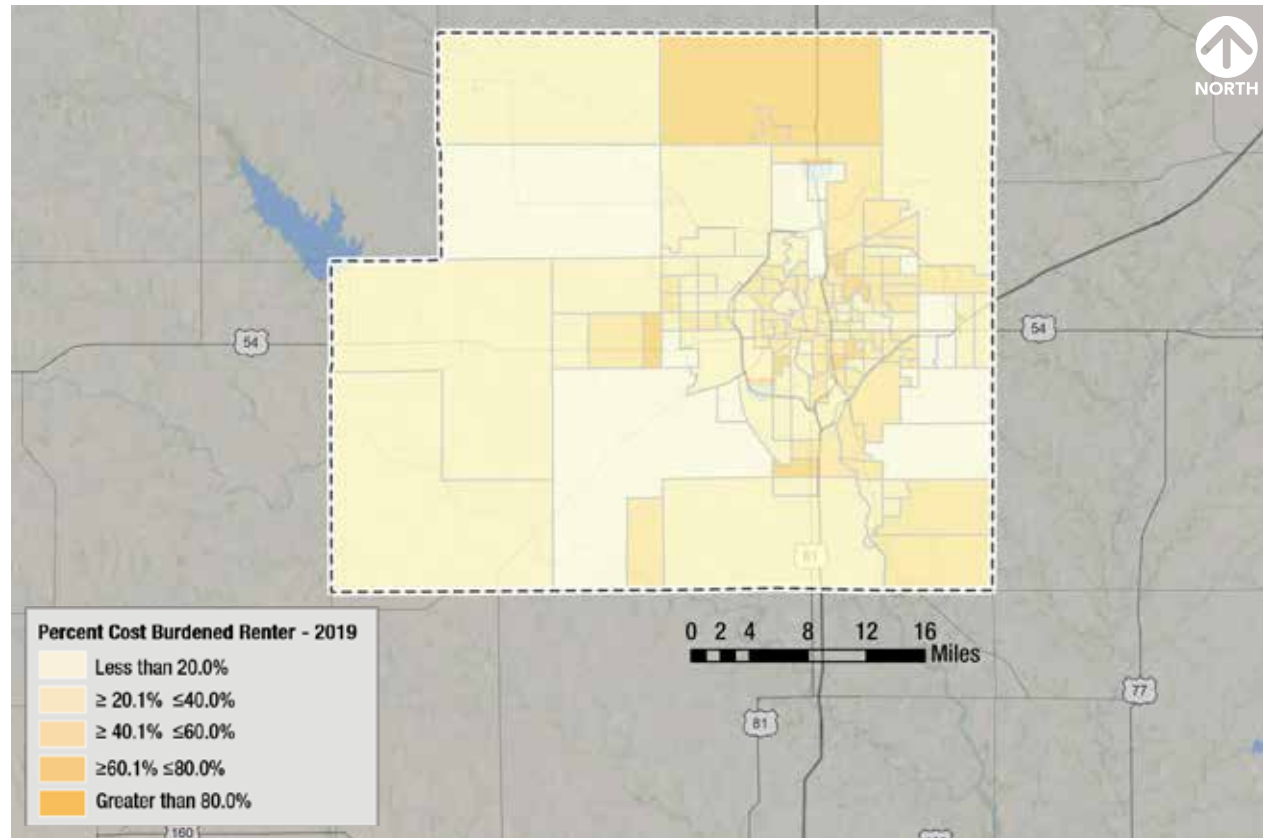 NORTH
54
54
81
Percent Cost Burdened Renter - 2019
Less than 20.0%
≥ 20.1% ≤40.0%
≥ 40.1% ≤60.0%
≥60.1% ≤80.0%
Greater than 80.0%
0 2 4 8 12 16
Miles
77
81
160